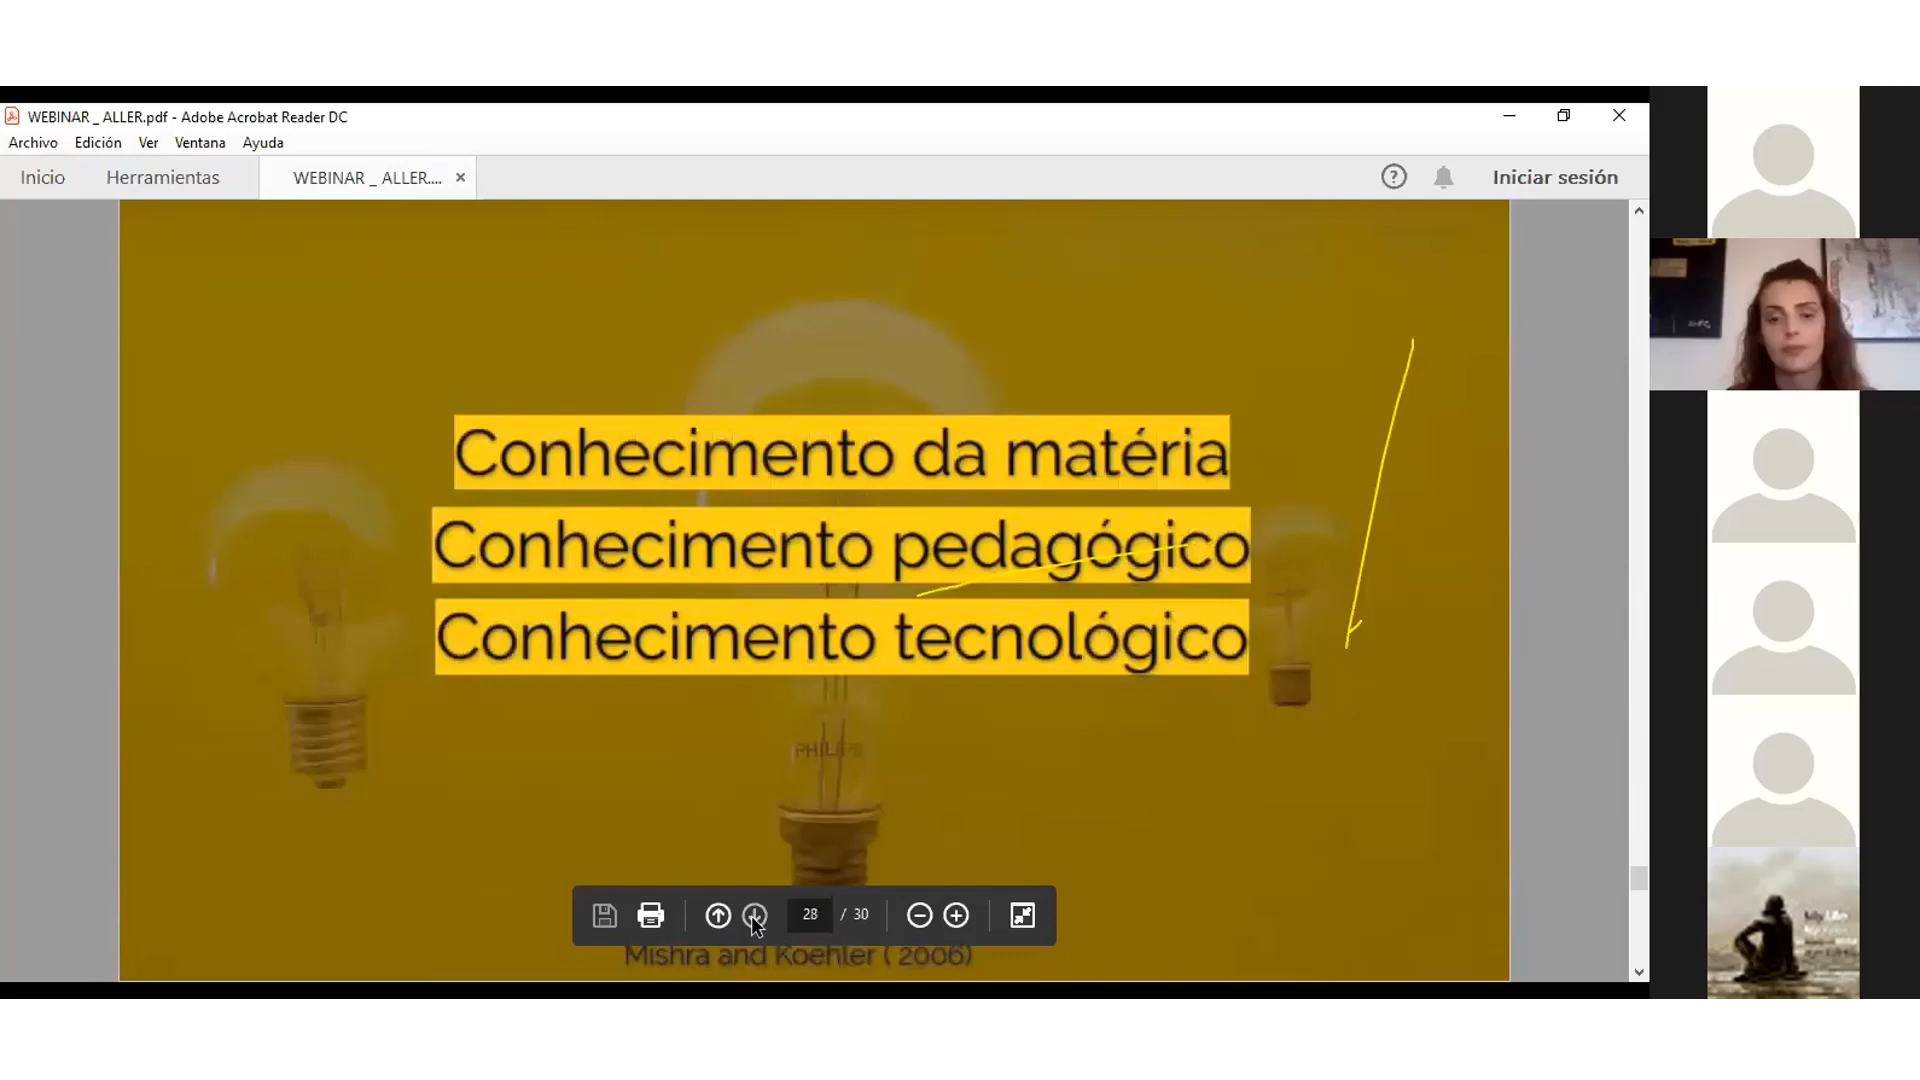 WEBINAR _ ALLER.pdf - Adobe Acrobat Reader DC
Archivo Edición Ver Ventana Ayuda
Inicio Herramientas WEBINAR _ ALLER.... Iniciar sesión
Conhecimento da matéria
Conhecimento pedagógico
Conhecimento tecnológico
PHILIPS
28 / 30
Mishra and Koehler ( 2006)